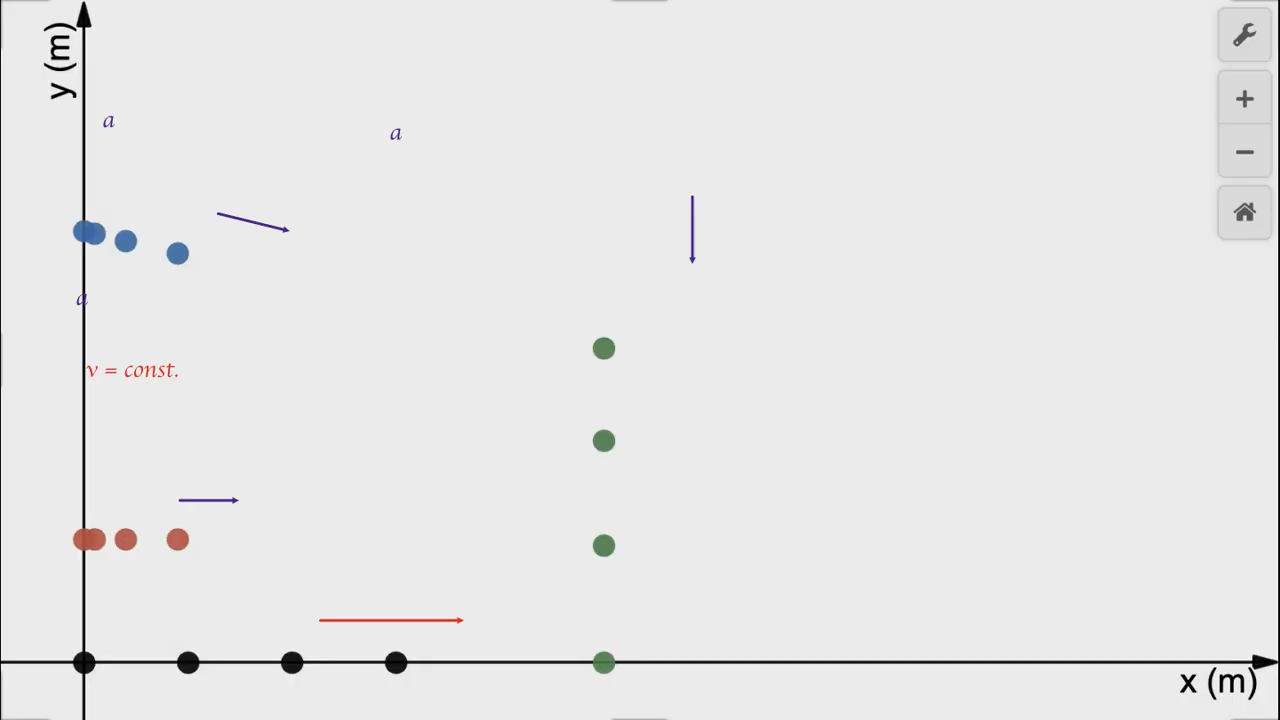 y (m)
a
a
a
v = const.
x (m)